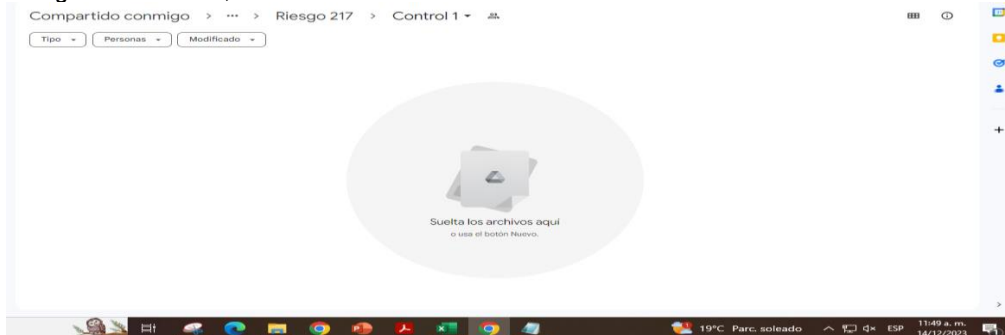 Compartido conmigo > ... > Riesgo 217 > Control 1
Tipo Personas Modificado
Suelta los archivos aquí
o usa el botón Nuevo.
19°C Parc. soleado ESP 11:49 a. m.
14/12/2023